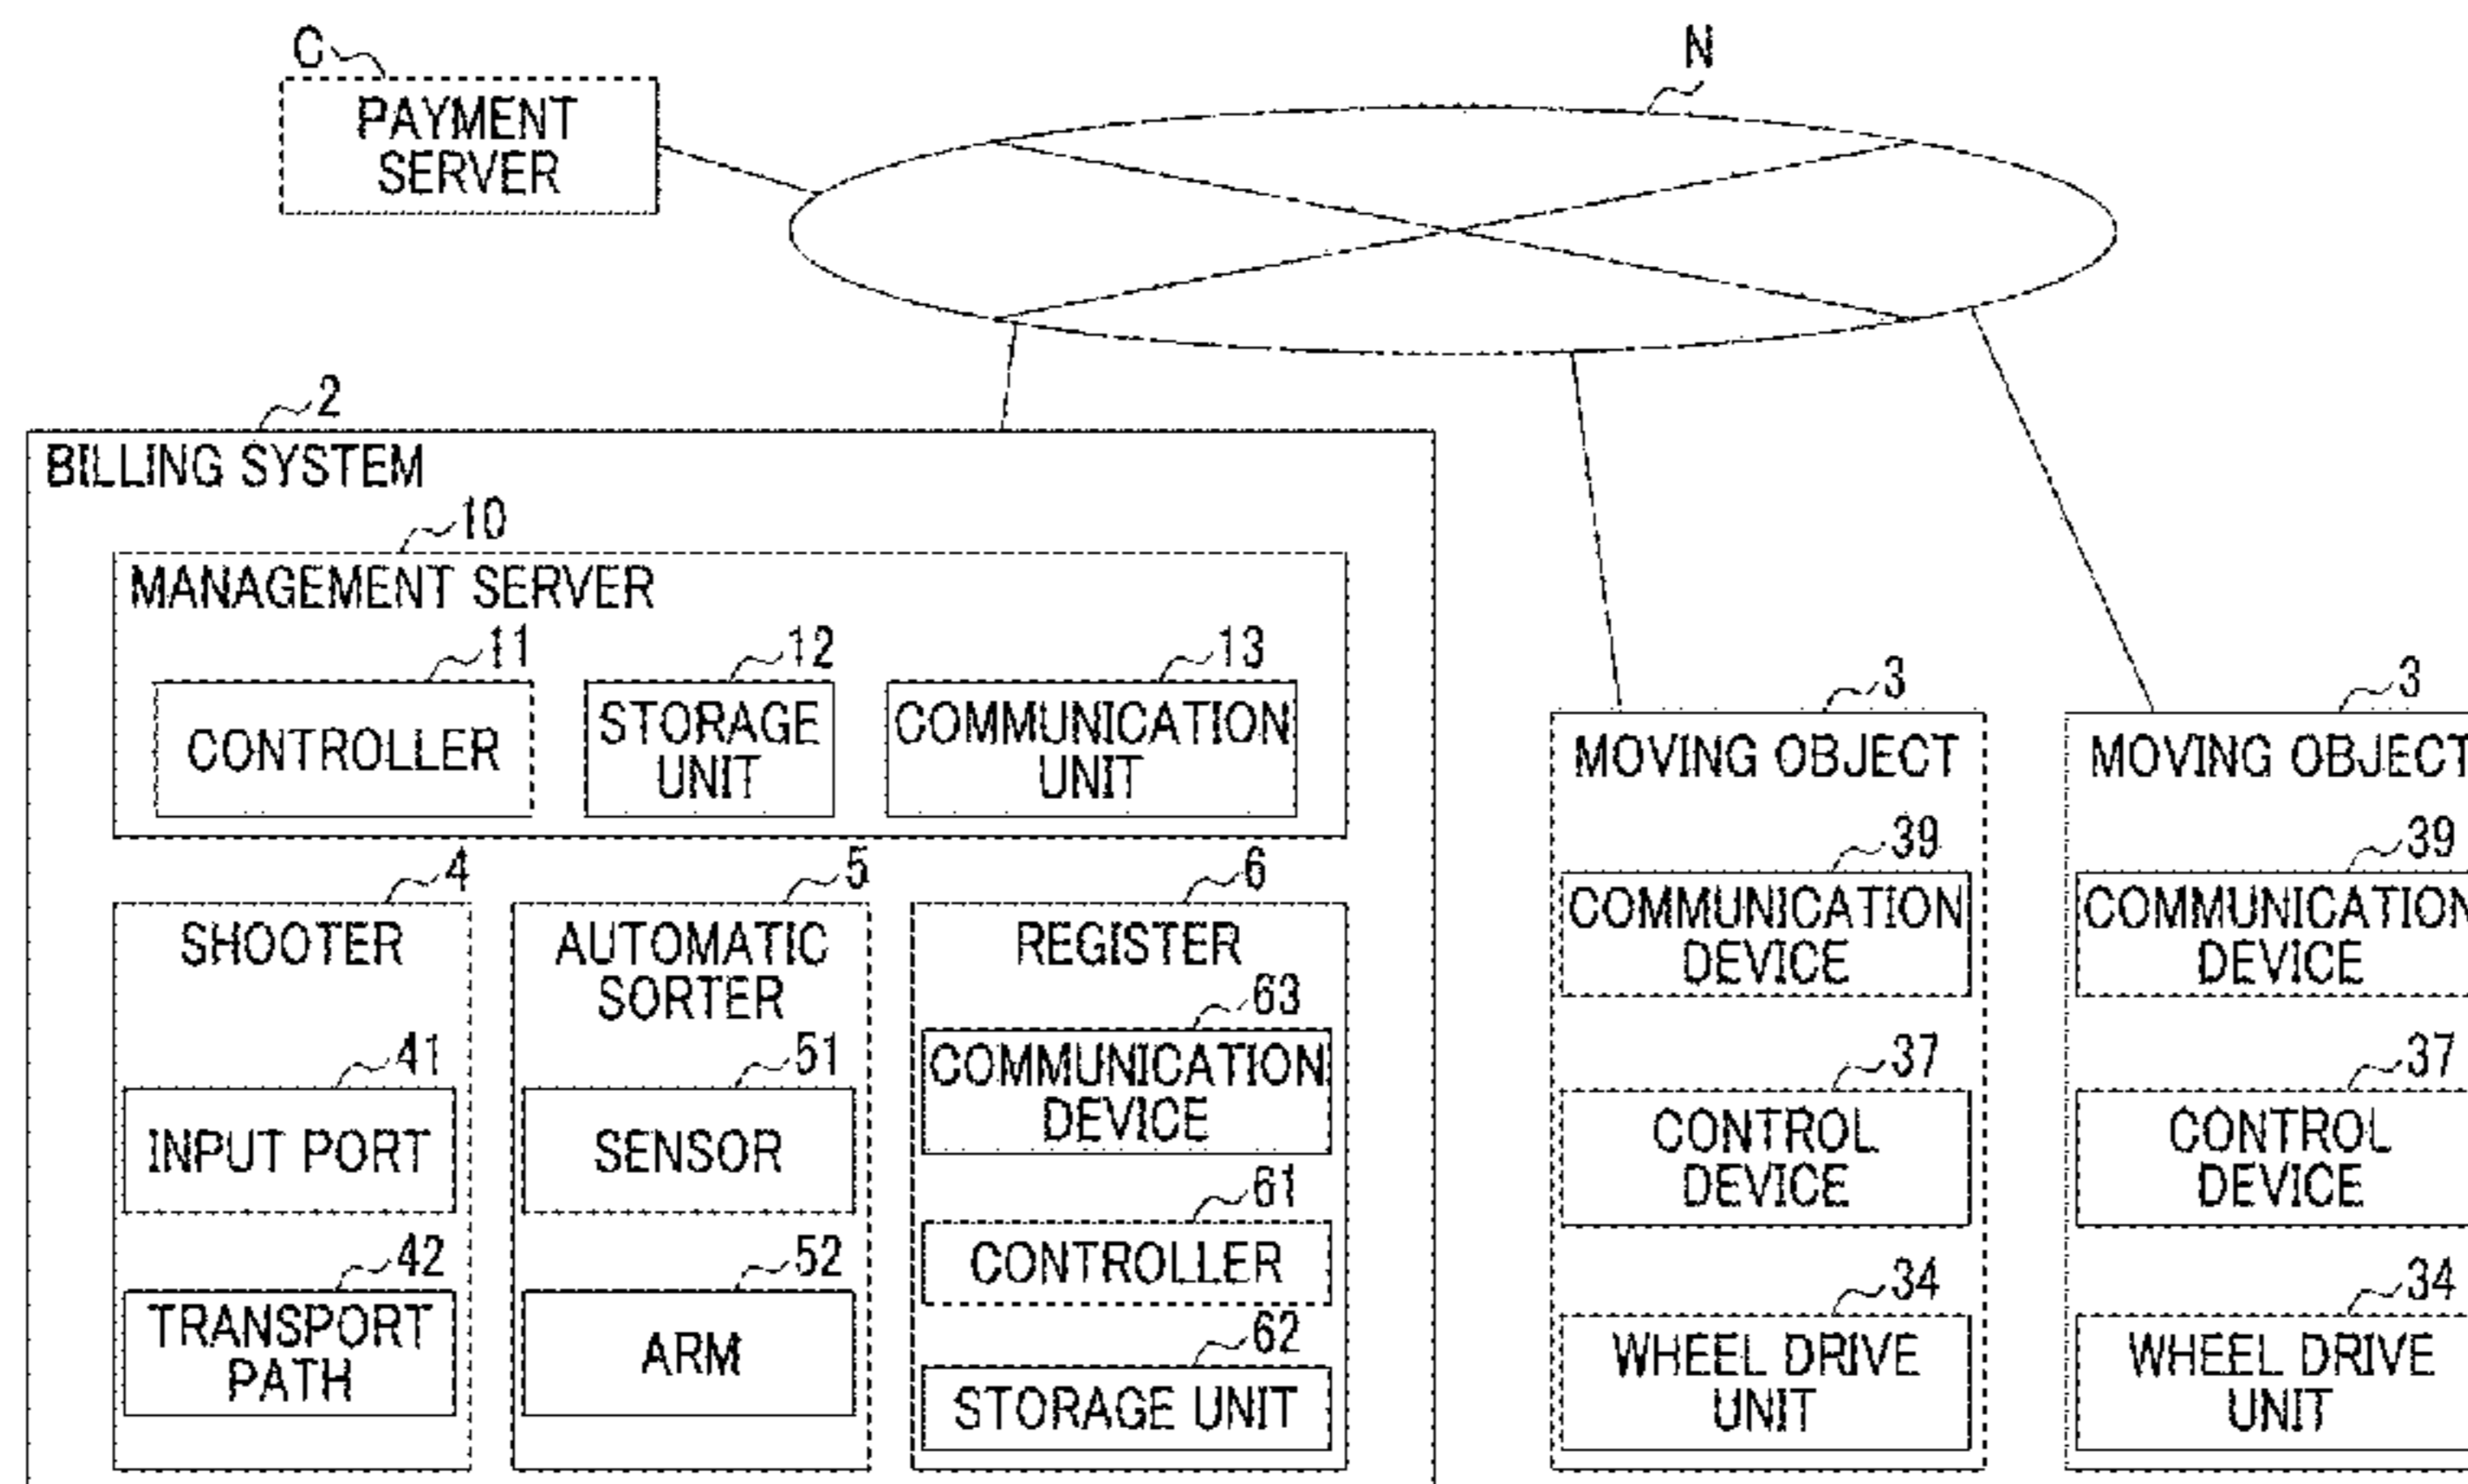 C
PAYMENT
SERVER
N
2
BILLING SYSTEM
10
MANAGEMENT SERVER
11
CONTROLLER
12
STORAGE
UNIT
13
COMMUNICATION
UNIT
4
SHOOTER
41
INPUT PORT
42
TRANSPORT
PATH
5
AUTOMATIC
SORTER
51
SENSOR
52
ARM
6
REGISTER
63
COMMUNICATION
DEVICE
61
CONTROLLER
62
STORAGE UNIT
3
MOVING OBJECT
39
COMMUNICATION
DEVICE
37
CONTROL
DEVICE
34
WHEEL DRIVE
UNIT
3
MOVING OBJECT
39
COMMUNICATION
DEVICE
37
CONTROL
DEVICE
34
WHEEL DRIVE
UNIT